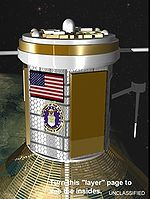 Turn this "layer" page to
see the insides.
UNCLASSIFIED